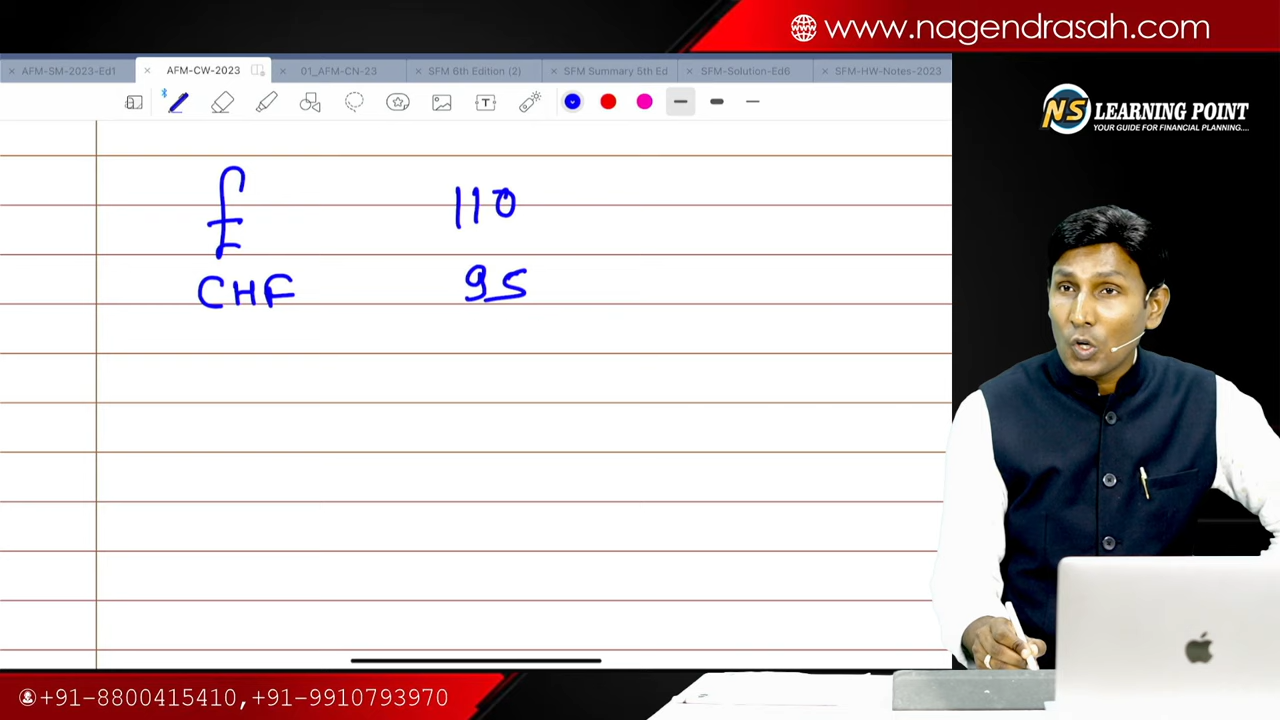 www.nagendrasah.com
AFM-SM-2023-Ed1
AFM-CW-2023
01_AFM-CN-23
SFM 6th Edition (2)
SFM Summary 5th Ed
SFM-Solution-Ed6
SFM-HW-Notes-2023
NS LEARNING POINT
YOUR GUIDE FOR FINANCIAL PLANNING....
£ 110
CHF 95
+91-8800415410,+91-9910793970